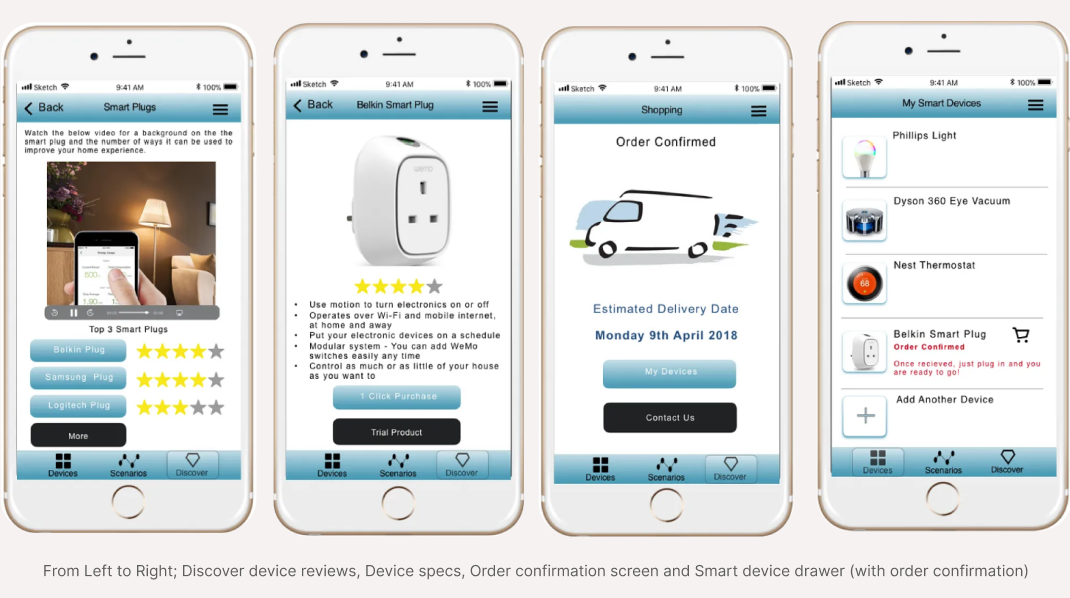 Sketch 9:41 AM 100%
Back Smart Plugs
Watch the below video for a background on the the
smart plug and the number of ways it can be used to
improve your home experience.
Top 3 Smart Plugs
Belkin Plug
Samsung Plug
Logitech Plug
More
Devices Scenarios Discover
Sketch 9:41 AM 100%
Back Belkin Smart Plug
wemo
• Use motion to turn electronics on or off
• Operates over Wi-Fi and mobile internet,
at home and away
• Put your electronic devices on a schedule
• Modular system - You can add WeMo
switches easily any time
• Control as much or as little of your house
as you want to
1 Click Purchase
Trial Product
Devices Scenarios Discover
Sketch 9:41 AM 100%
Shopping
Order Confirmed
Estimated Delivery Date
Monday 9th April 2018
My Devices
Contact Us
Devices Scenarios Discover
Sketch 9:41 AM 100%
My Smart Devices
Phillips Light
Dyson 360 Eye Vacuum
Nest Thermostat
68
Belkin Smart Plug
Order Confirmed
Once recieved, just plug in and you
are ready to go!
Add Another Device
Devices Scenarios Discover
From Left to Right; Discover device reviews, Device specs, Order confirmation screen and Smart device drawer (with order confirmation)